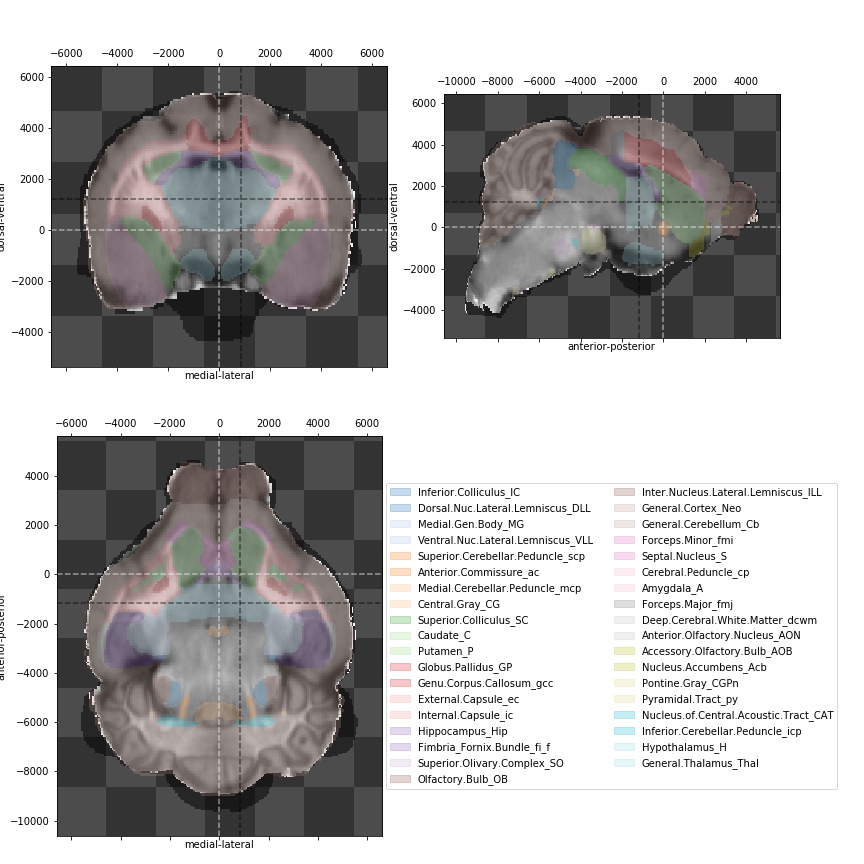 −6000 −4000 −2000 0 2000 4000 6000
6000
4000
2000
0
−2000
−4000
dorsal-ventral
medial-lateral
−10000 −8000 −6000 −4000 −2000 0 2000 4000
6000
4000
2000
0
−2000
−4000
dorsal-ventral
anterior-posterior
−6000 −4000 −2000 0 2000 4000 6000
4000
2000
0
−2000
−4000
−6000
−8000
−10000
anterior-posterior
medial-lateral
Inferior.Colliculus_IC
Dorsal.Nuc.Lateral.Lemniscus_DLL
Medial.Gen.Body_MG
Ventral.Nuc.Lateral.Lemniscus_VLL
Superior.Cerebellar.Peduncle_scp
Anterior.Commissure_ac
Medial.Cerebellar.Peduncle_mcp
Central.Gray_CG
Superior.Colliculus_SC
Caudate_C
Putamen_P
Globus.Pallidus_GP
Genu.Corpus.Callosum_gcc
External.Capsule_ec
Internal.Capsule_ic
Hippocampus_Hip
Fimbria_Fornix.Bundle_fi_f
Superior.Olivary.Complex_SO
Olfactory.Bulb_OB
Inter.Nucleus.Lateral.Lemniscus_ILL
General.Cortex_Neo
General.Cerebellum_Cb
Forceps.Minor_fmi
Septal.Nucleus_S
Cerebral.Peduncle_cp
Amygdala_A
Forceps.Major_fmj
Deep.Cerebral.White.Matter_dcwm
Anterior.Olfactory.Nucleus_AON
Accessory.Olfactory.Bulb_AOB
Nucleus.Accumbens_Acb
Pontine.Gray_CGPn
Pyramidal.Tract_py
Nucleus.of.Central.Acoustic.Tract_CAT
Inferior.Cerebellar.Peduncle_icp
Hypothalamus_H
General.Thalamus_Thal